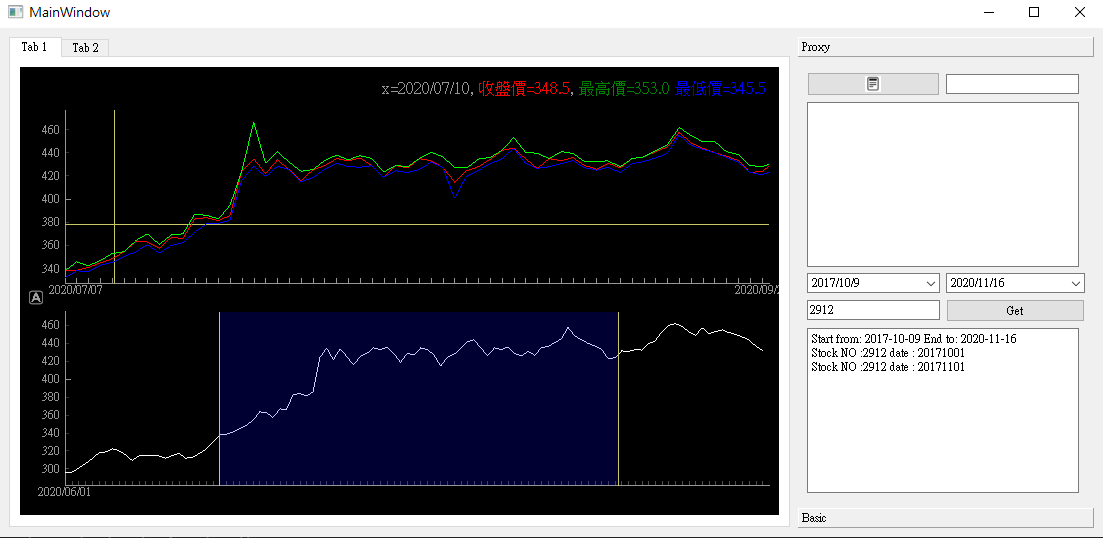 MainWindow
Tab 1
Tab 2
x=2020/07/10, 收盤價=348.5, 最高價=353.0 最低價=345.5
460
440
420
400
380
360
340
2020/07/07
2020/09/2
A
460
440
420
400
380
360
340
320
300
2020/06/01
Proxy
2017/10/9
2020/11/16
2912
Get
Start from: 2017-10-09 End to: 2020-11-16
Stock NO :2912 date : 20171001
Stock NO :2912 date : 20171101
Basic